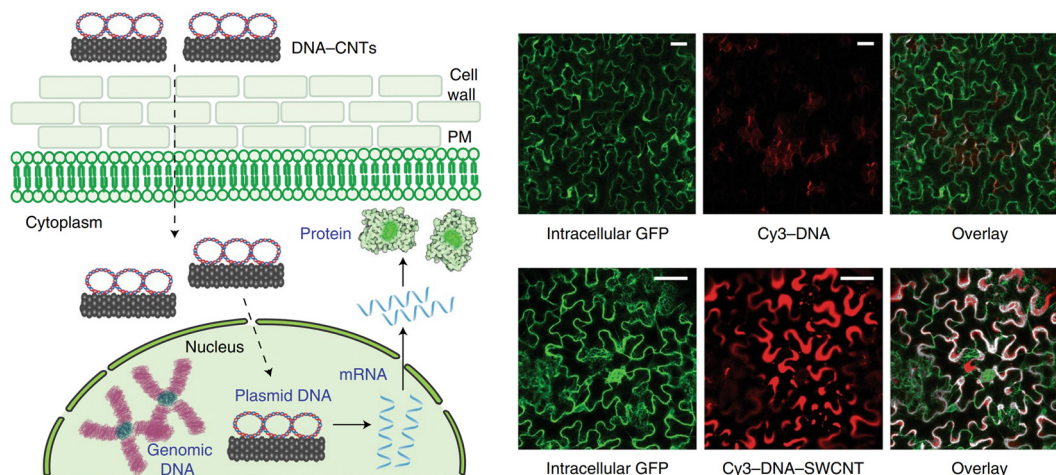 DNA–CNTs
Cell
wall
PM
Cytoplasm
Protein
Nucleus
mRNA
Plasmid DNA
Genomic
DNA
Intracellular GFP
Cy3–DNA
Overlay
Intracellular GFP
Cy3–DNA–SWCNT
Overlay